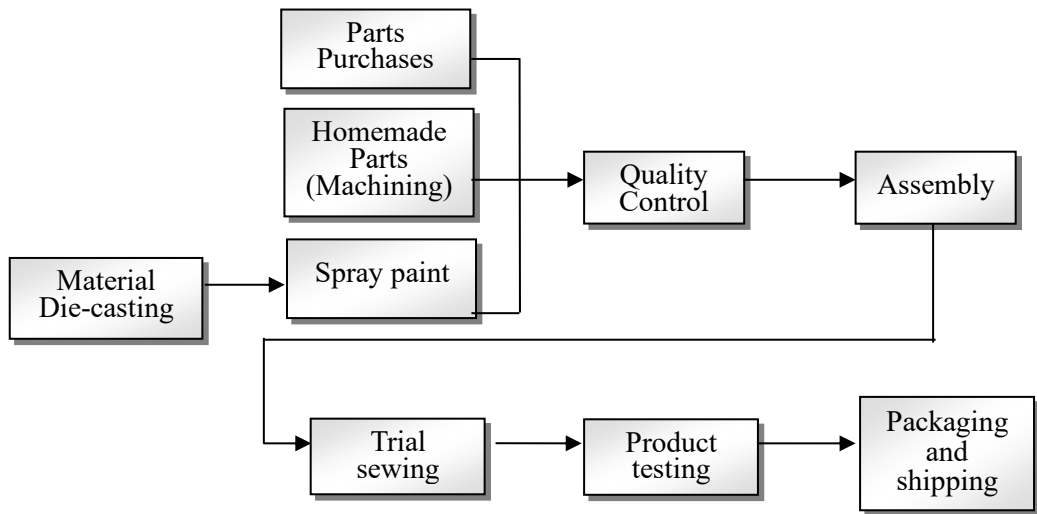 Parts
Purchases
Homemade
Parts
(Machining)
Quality
Control
Assembly
Spray paint
Material
Die-casting
Trial
sewing
Product
testing
Packaging
and
shipping